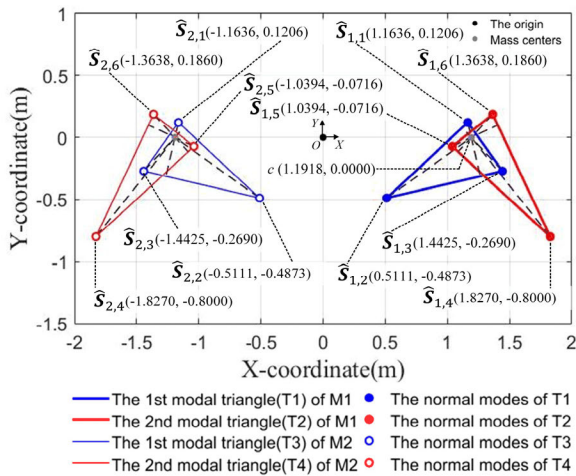 1
0.5
0
-0.5
-1
-1.5
Y-coordinate(m)
-2
-1.5
-1
-0.5
0
0.5
1
1.5
2
X-coordinate(m)
The origin
Mass centers
Ŝ2,1(-1.1636, 0.1206)
Ŝ1,1(1.1636, 0.1206)
Ŝ2,6(-1.3638, 0.1860)
Ŝ1,6(1.3638, 0.1860)
Ŝ2,5(-1.0394, -0.0716)
Ŝ1,5(1.0394, -0.0716)
Y
O X
c (1.1918, 0.0000)
Ŝ2,3(-1.4425, -0.2690)
Ŝ1,3(1.4425, -0.2690)
Ŝ2,2(-0.5111, -0.4873)
Ŝ1,2(0.5111, -0.4873)
Ŝ2,4(-1.8270, -0.8000)
Ŝ1,4(1.8270, -0.8000)
The 1st modal triangle(T1) of M1 The normal modes of T1
The 2nd modal triangle(T2) of M1 The normal modes of T2
The 1st modal triangle(T3) of M2 The normal modes of T3
The 2nd modal triangle(T4) of M2 The normal modes of T4